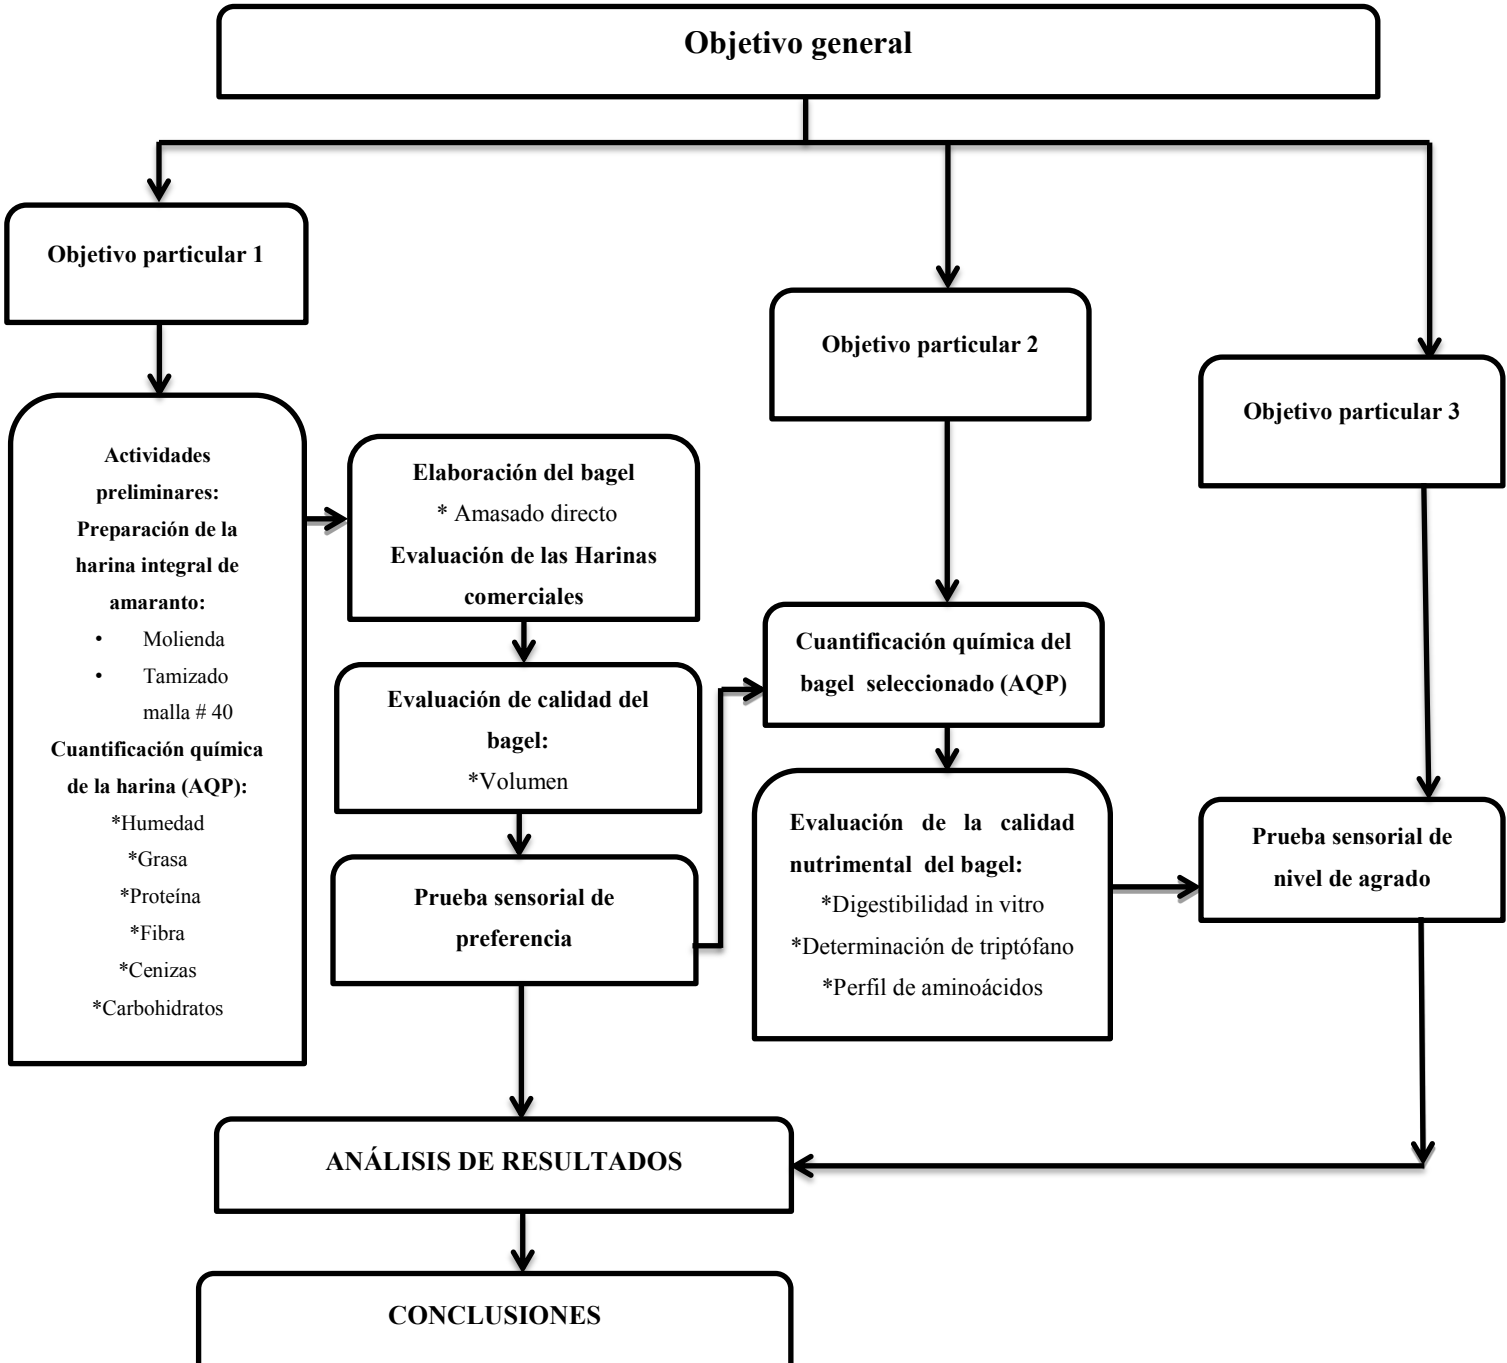 Objetivo general
Objetivo particular 1
Actividades
preliminares:
Preparación de la
harina integral de
amaranto:
• Molienda
• Tamizado
malla # 40
Cuantificación química
de la harina (AQP):
*Humedad
*Grasa
*Proteína
*Fibra
*Cenizas
*Carbohidratos
Elaboración del bagel
* Amasado directo
Evaluación de las Harinas
comerciales
Evaluación de calidad del
bagel:
*Volumen
Prueba sensorial de
preferencia
Objetivo particular 2
Cuantificación química del
bagel seleccionado (AQP)
Evaluación de la calidad
nutrimental del bagel:
*Digestibilidad in vitro
*Determinación de triptófano
*Perfil de aminoácidos
Objetivo particular 3
Prueba sensorial de
nivel de agrado
ANÁLISIS DE RESULTADOS
CONCLUSIONES